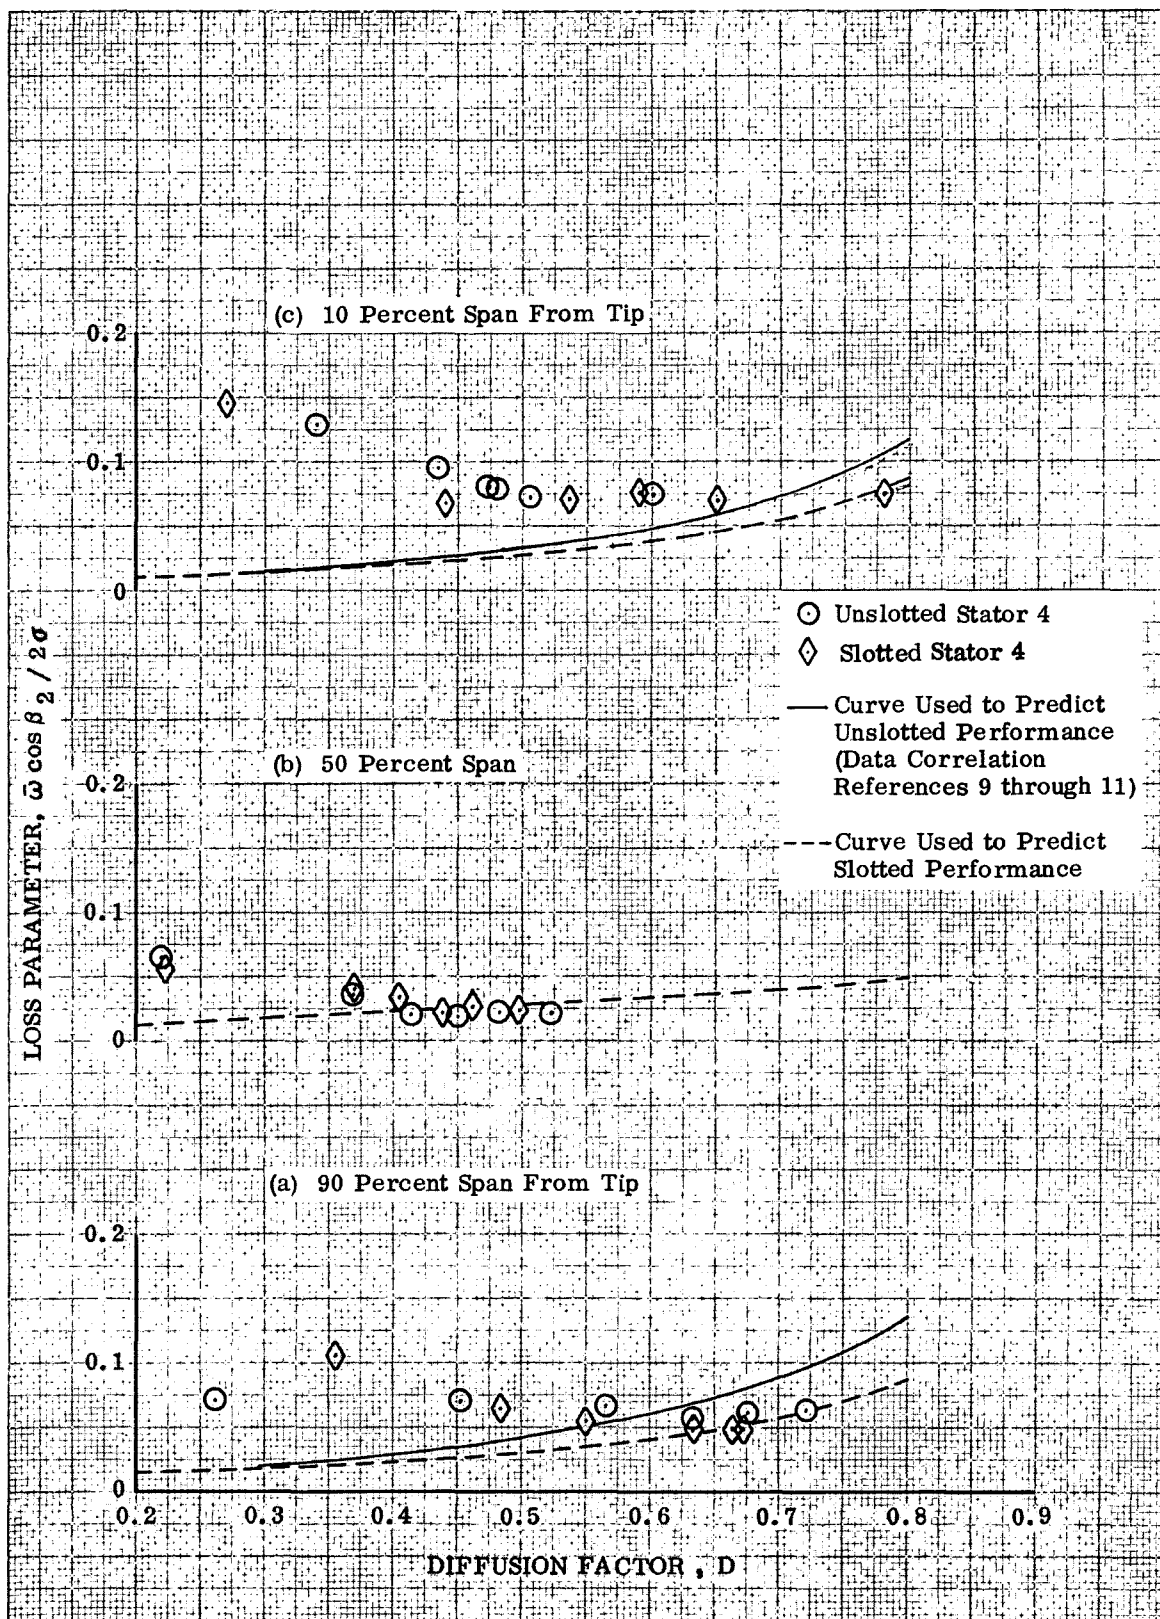 (c) 10 Percent Span From Tip
0.2
0.1
0
Unslotted Stator 4
Slotted Stator 4
Curve Used to Predict
Unslotted Performance
(Data Correlation
References 9 through 11)
Curve Used to Predict
Slotted Performance
LOSS PARAMETER, ω̄ cos β₂ / 2σ
(b) 50 Percent Span
0.2
0.1
0
(a) 90 Percent Span From Tip
0.2
0.1
0
0.2 0.3 0.4 0.5 0.6 0.7 0.8 0.9
DIFFUSION FACTOR , D